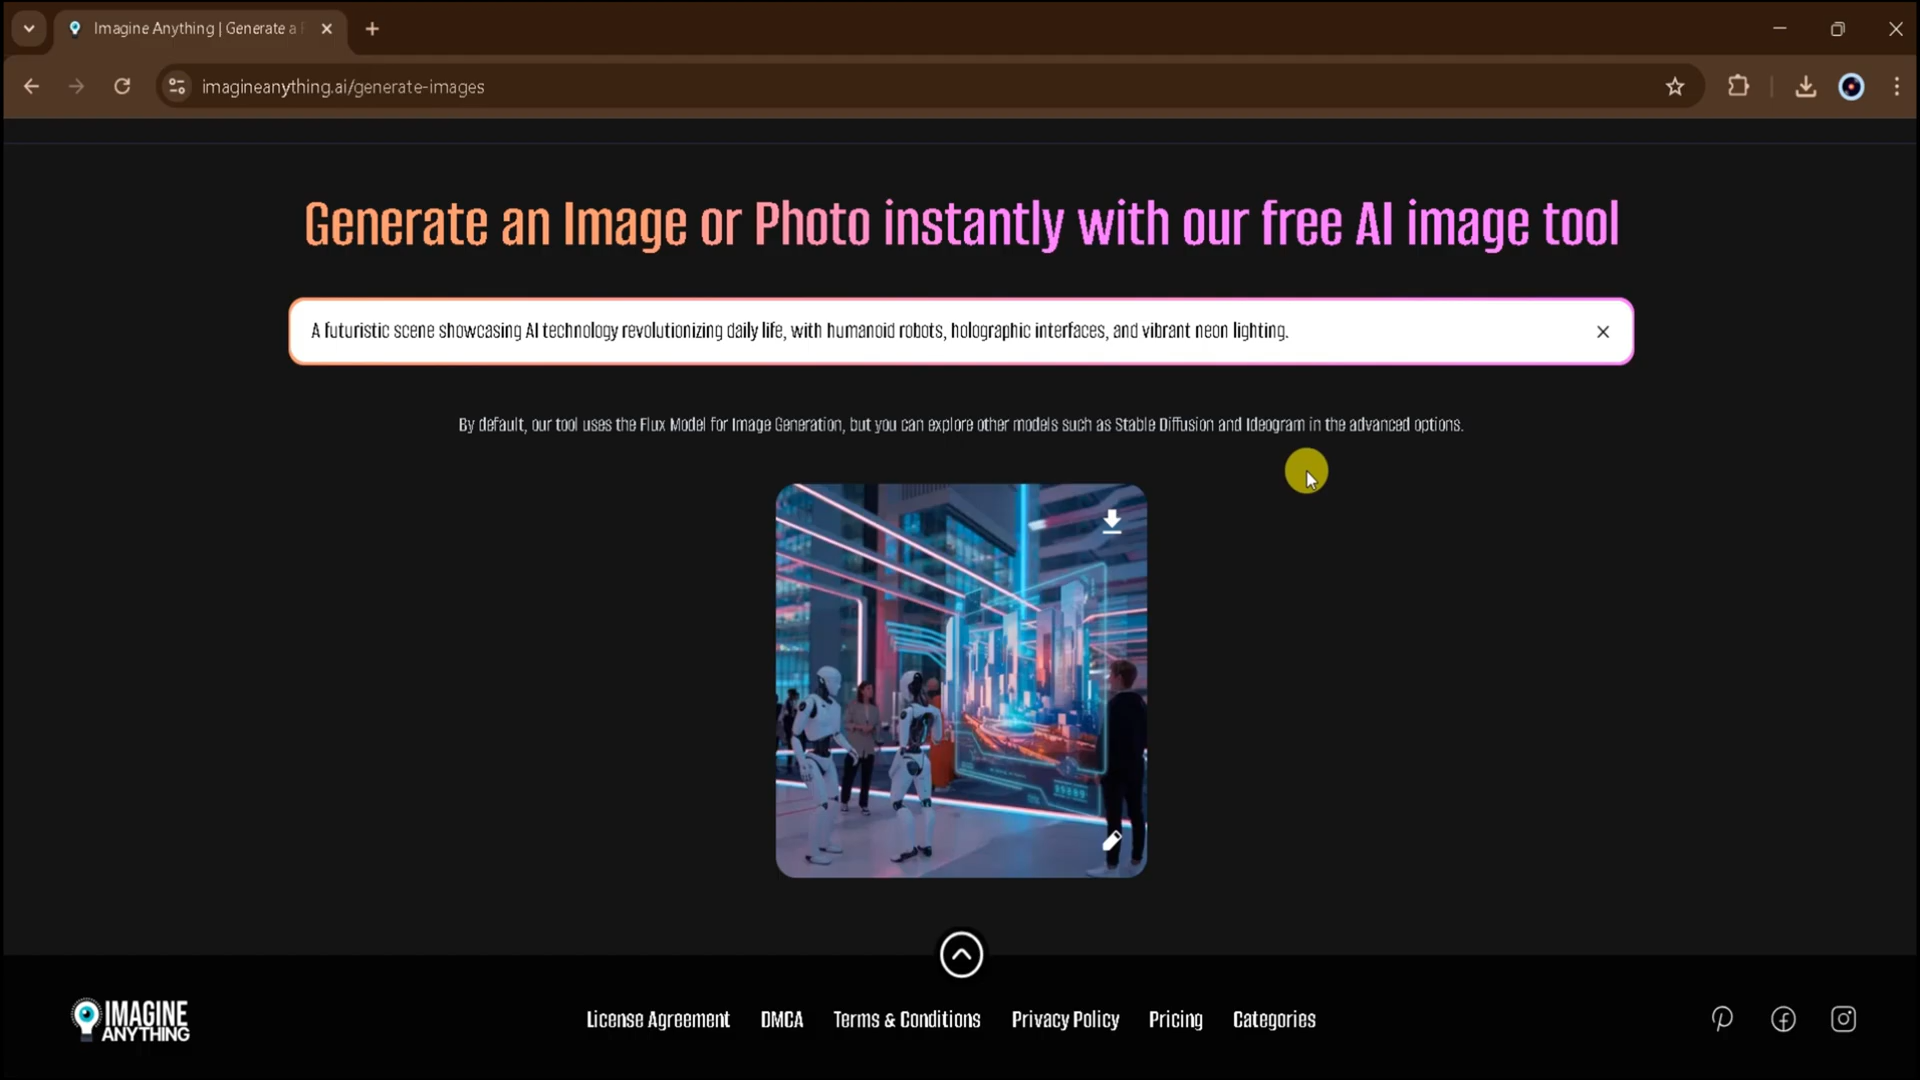 Imagine Anything | Generate a
imagineanything.ai/generate-images
Generate an Image or Photo instantly with our free AI image tool
A futuristic scene showcasing AI technology revolutionizing daily life, with humanoid robots, holographic interfaces, and vibrant neon lighting.
By default, our tool uses the Flux Model for Image Generation, but you can explore other models such as Stable Diffusion and Ideogram in the advanced options.
IMAGINE
ANYTHING
License Agreement DMCA Terms & Conditions Privacy Policy Pricing Categories